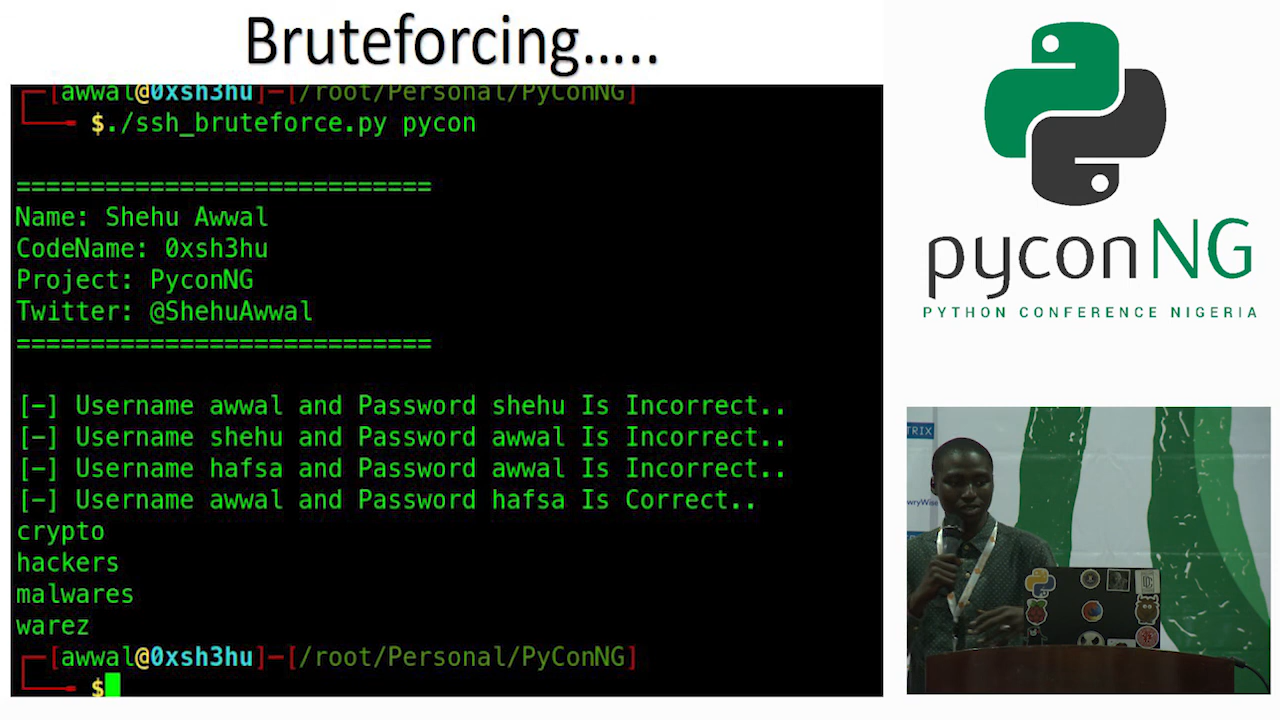 Bruteforcing.....
[awwal@0xsh3hu]-[/root/Personal/PyConNG]
$./ssh_bruteforce.py pycon
============================
Name: Shehu Awwal
CodeName: 0xsh3hu
Project: PyconNG
Twitter: @ShehuAwwal
============================
[-] Username awwal and Password shehu Is Incorrect..
[-] Username shehu and Password awwal Is Incorrect..
[-] Username hafsa and Password awwal Is Incorrect..
[-] Username awwal and Password hafsa Is Correct..
crypto
hackers
malwares
warez
[awwal@0xsh3hu]-[/root/Personal/PyConNG]
$
pyconNG
PYTHON CONFERENCE NIGERIA
TRIX
wryWise